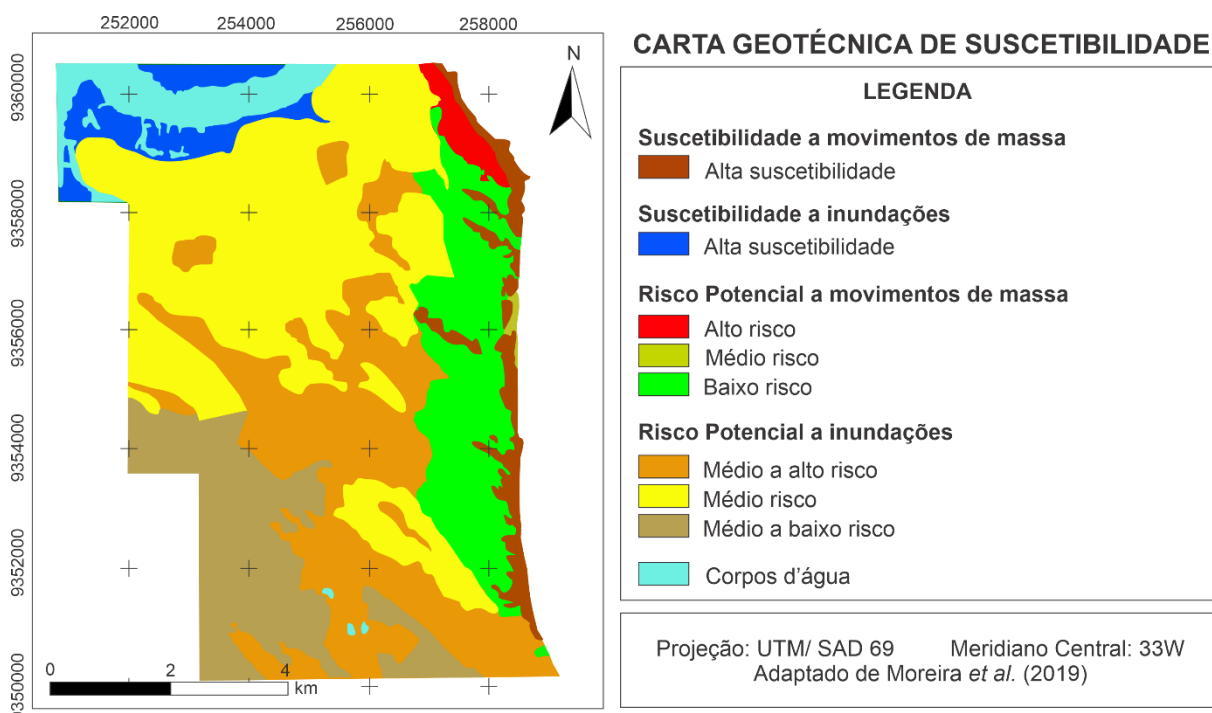 252000 254000 256000 258000
9360000
9358000
9356000
9354000
9352000
9350000
N
0 2 4
km
CARTA GEOTÉCNICA DE SUSCETIBILIDADE
LEGENDA
Suscetibilidade a movimentos de massa
Alta suscetibilidade
Suscetibilidade a inundações
Alta suscetibilidade
Risco Potencial a movimentos de massa
Alto risco
Médio risco
Baixo risco
Risco Potencial a inundações
Médio a alto risco
Médio risco
Médio a baixo risco
Corpos d’água
Projeção: UTM/ SAD 69 Meridiano Central: 33W
Adaptado de Moreira et al. (2019)